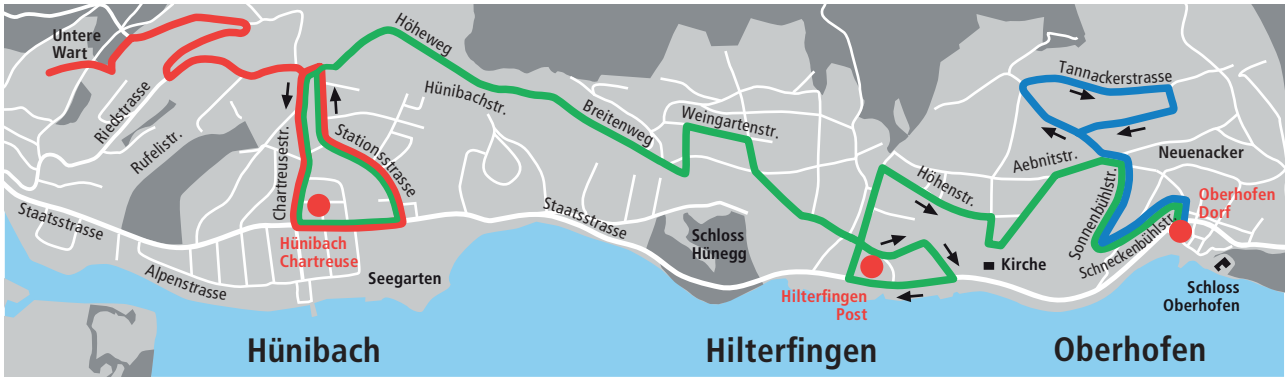 Untere
Wart
Riedstrasse
Rufelistr.
Höheweg
Hünibachstr.
Breitenweg
Weingartenstr.
Tannackerstrasse
Chartreusestr.
Stationsstrasse
Aebnitstr.
Neuenacker
Höhenstr.
Sonnenbühlstr.
Schneckenbühlstr.
Oberhofen
Dorf
Staatsstrasse
Alpenstrasse
Hünibach
Chartreuse
Seegarten
Staatsstrasse
Schloss
Hünegg
Kirche
Hilterfingen
Post
Schloss
Oberhofen
Hünibach
Hilterfingen
Oberhofen